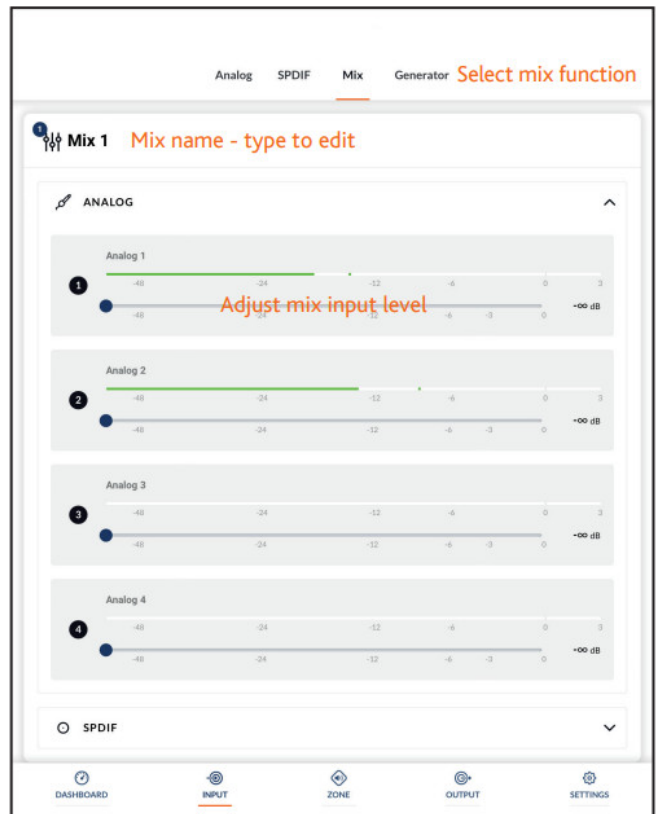 Analog SPDIF Mix Generator Select mix function
1 Mix 1 Mix name - type to edit
ANALOG
Analog 1
1
-48 -24 -12 -6 0 3
Adjust mix input level
-∞ dB
-48 -24 -12 -6 -3 0
Analog 2
2
-48 -24 -12 -6 0 3
-∞ dB
-48 -24 -12 -6 -3 0
Analog 3
3
-48 -24 -12 -6 0 3
-∞ dB
-48 -24 -12 -6 -3 0
Analog 4
4
-48 -24 -12 -6 0 3
-∞ dB
-48 -24 -12 -6 -3 0
SPDIF
DASHBOARD INPUT ZONE OUTPUT SETTINGS